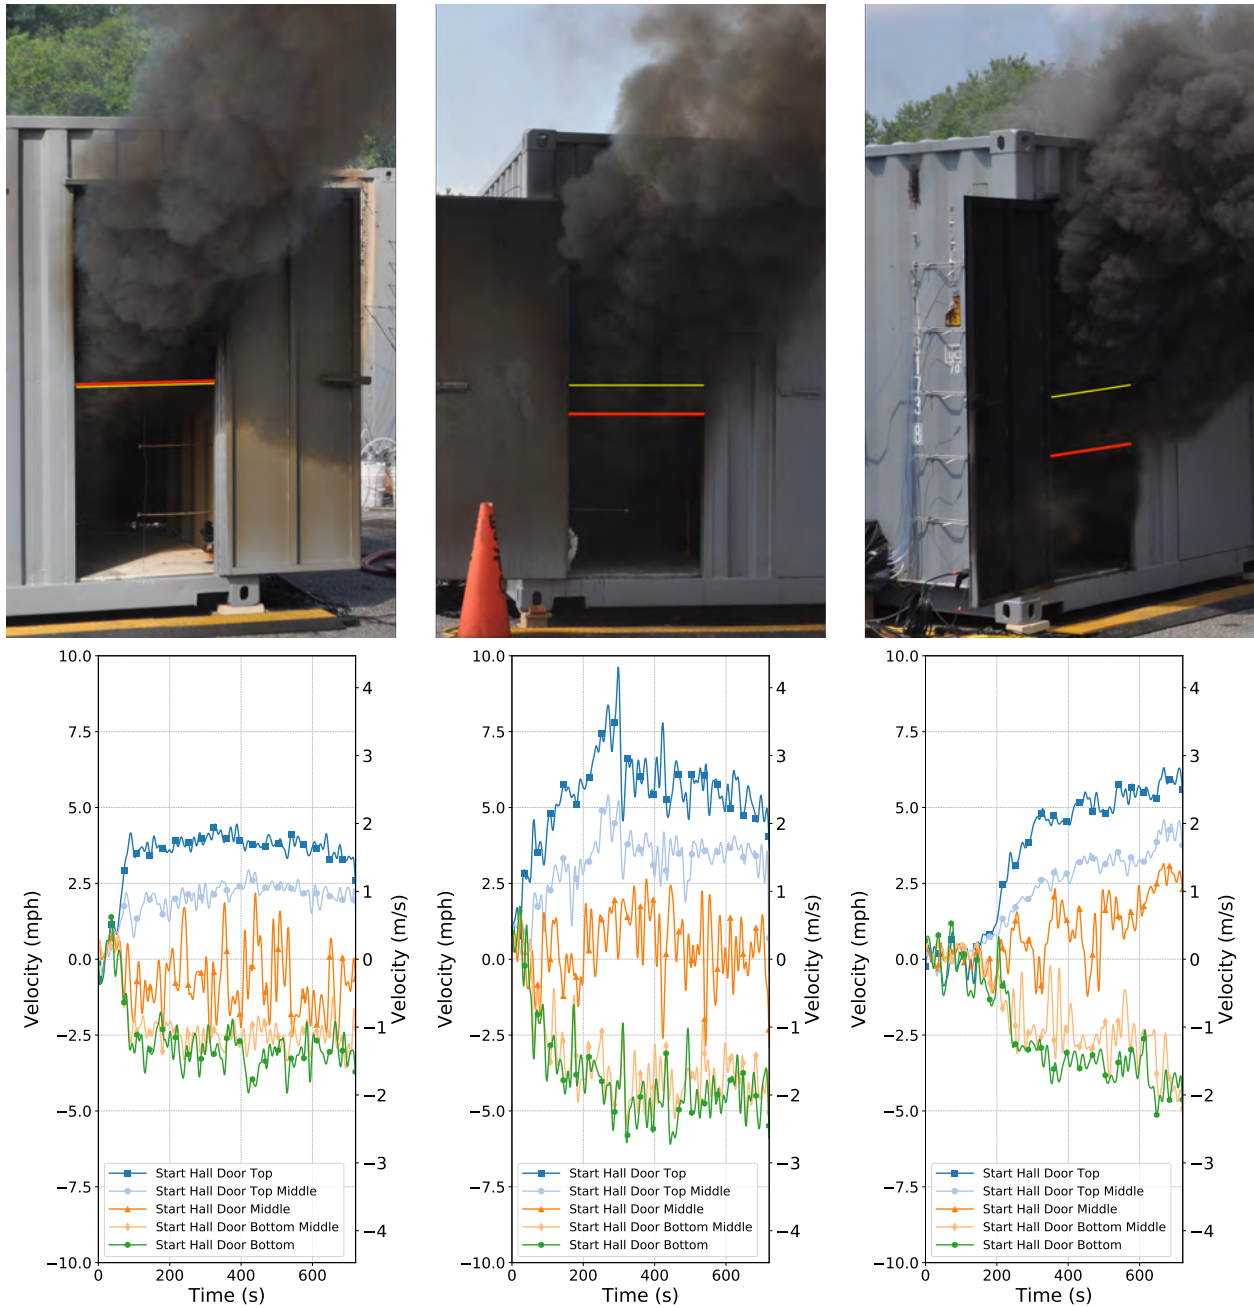 1738
10.0
7.5
5.0
2.5
0.0
−2.5
−5.0
−7.5
−10.0
Velocity (mph)
4
3
2
1
0
−1
−2
−3
−4
Velocity (m/s)
Start Hall Door Top
Start Hall Door Top Middle
Start Hall Door Middle
Start Hall Door Bottom Middle
Start Hall Door Bottom
0 200 400 600
Time (s)
10.0
7.5
5.0
2.5
0.0
−2.5
−5.0
−7.5
−10.0
Velocity (mph)
4
3
2
1
0
−1
−2
−3
−4
Velocity (m/s)
Start Hall Door Top
Start Hall Door Top Middle
Start Hall Door Middle
Start Hall Door Bottom Middle
Start Hall Door Bottom
0 200 400 600
Time (s)
10.0
7.5
5.0
2.5
0.0
−2.5
−5.0
−7.5
−10.0
Velocity (mph)
4
3
2
1
0
−1
−2
−3
−4
Velocity (m/s)
Start Hall Door Top
Start Hall Door Top Middle
Start Hall Door Middle
Start Hall Door Bottom Middle
Start Hall Door Bottom
0 200 400 600
Time (s)